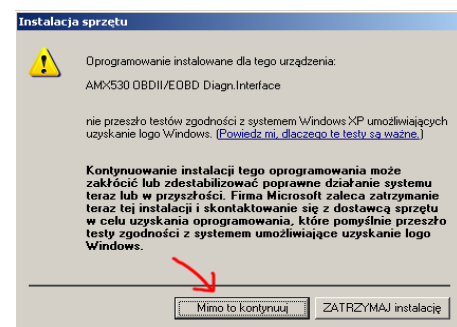 Instalacja sprzętu
Oprogramowanie instalowane dla tego urządzenia:
AMX530 OBDII/EOBD Diagn.Interface
nie przeszło testów zgodności z systemem Windows XP umożliwiających
uzyskanie logo Windows. (Powiedz mi, dlaczego te testy są ważne.)
Kontynuowanie instalacji tego oprogramowania może
zakłócić lub zdestabilizować poprawne działanie systemu
teraz lub w przyszłości. Firma Microsoft zaleca zatrzymanie
teraz tej instalacji i skontaktowanie się z dostawcą sprzętu
w celu uzyskania oprogramowania, które pomyślnie przeszło
testy zgodności z systemem umożliwiające uzyskanie logo
Windows.
Mimo to kontynuuj
ZATRZYMAJ instalację